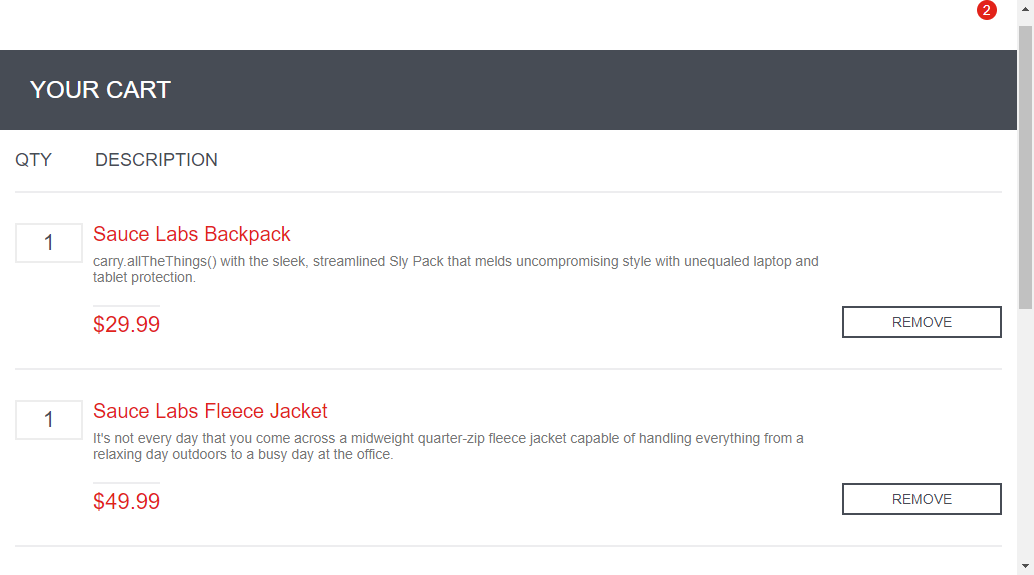 2
YOUR CART
QTY DESCRIPTION
1 Sauce Labs Backpack
carry.allTheThings() with the sleek, streamlined Sly Pack that melds uncompromising style with unequaled laptop and
tablet protection.
$29.99 REMOVE
1 Sauce Labs Fleece Jacket
It's not every day that you come across a midweight quarter-zip fleece jacket capable of handling everything from a
relaxing day outdoors to a busy day at the office.
$49.99 REMOVE